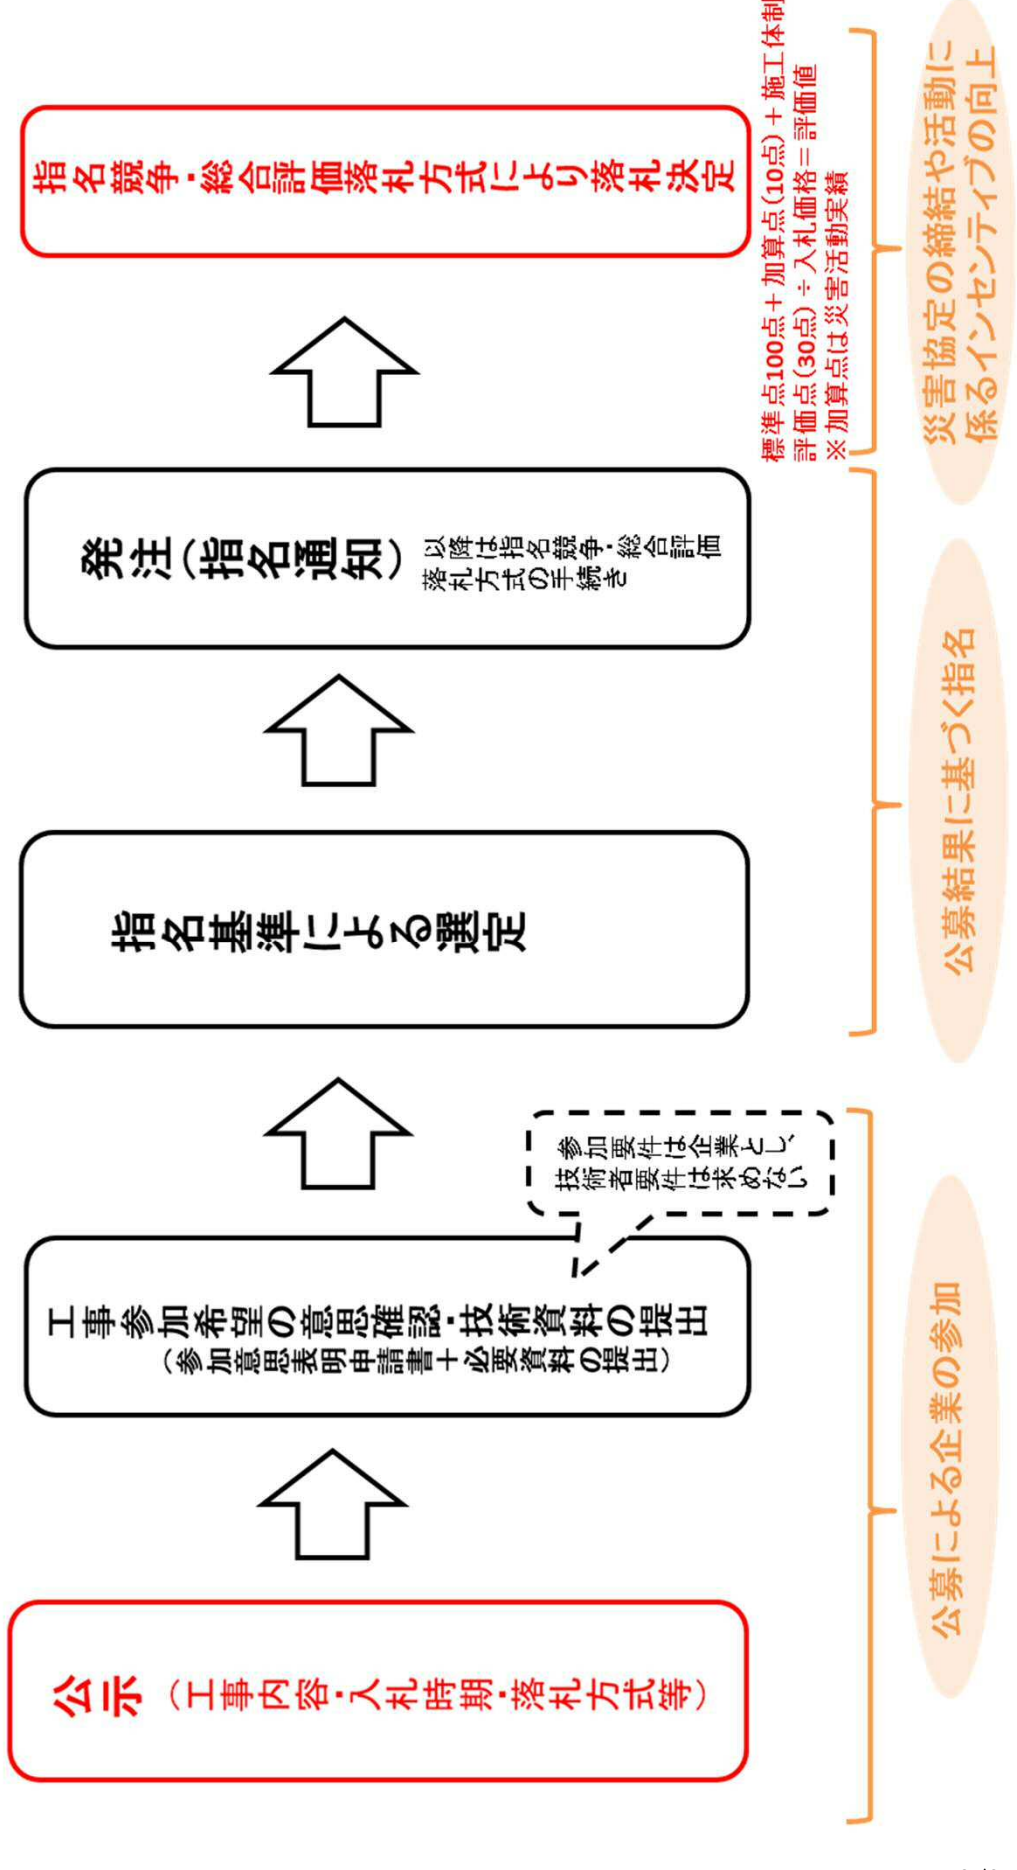 公示（工事内容・入札時期・落札方式等）
工事参加希望の意思確認・技術資料の提出
（参加意思表明申請書＋必要資料の提出）
参加要件は企業とし、
技術者要件は求めない
指名基準による選定
発注（指名通知）
以降は指名競争・総合評価
落札方式の手続き
指名競争・総合評価落札方式により落札決定
標準点100点＋加算点（10点）＋施工体制
評価点（30点）÷入札価格＝評価値
※加算点は災害活動実績
公募による企業の参加
公募結果に基づく指名
災害協定の締結や活動に
係るインセンティブの向上